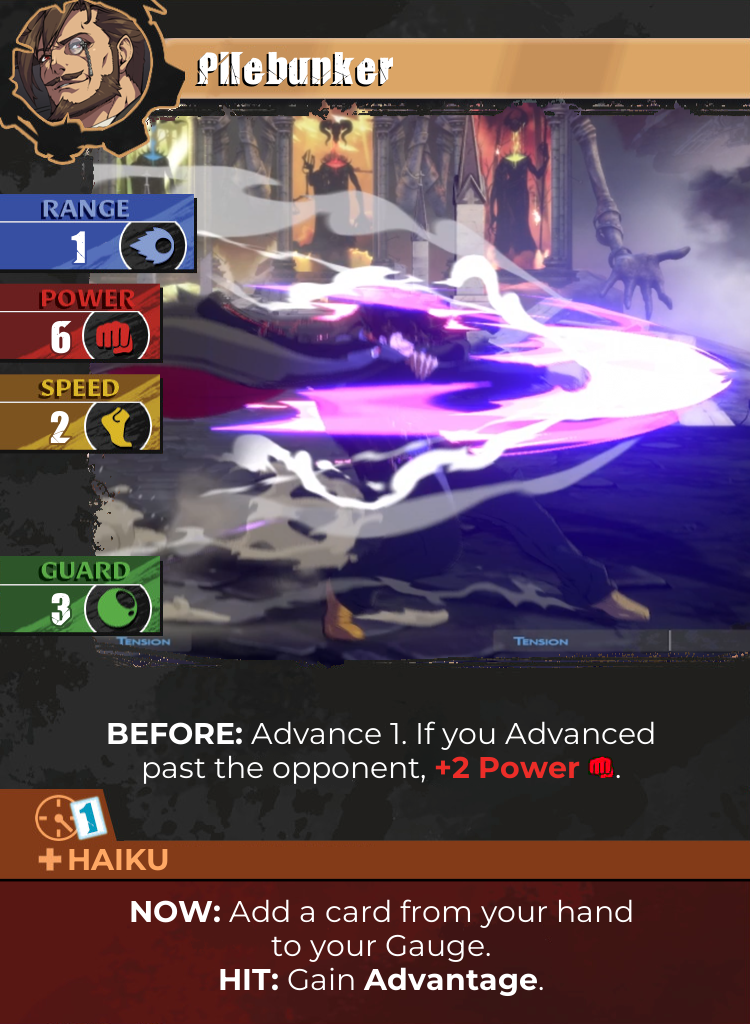 Pilebunker
RANGE
1
POWER
6
SPEED
2
GUARD
3
TENSION
TENSION
BEFORE: Advance 1. If you Advanced
past the opponent, +2 Power.
1
+ HAIKU
NOW: Add a card from your hand
to your Gauge.
HIT: Gain Advantage.